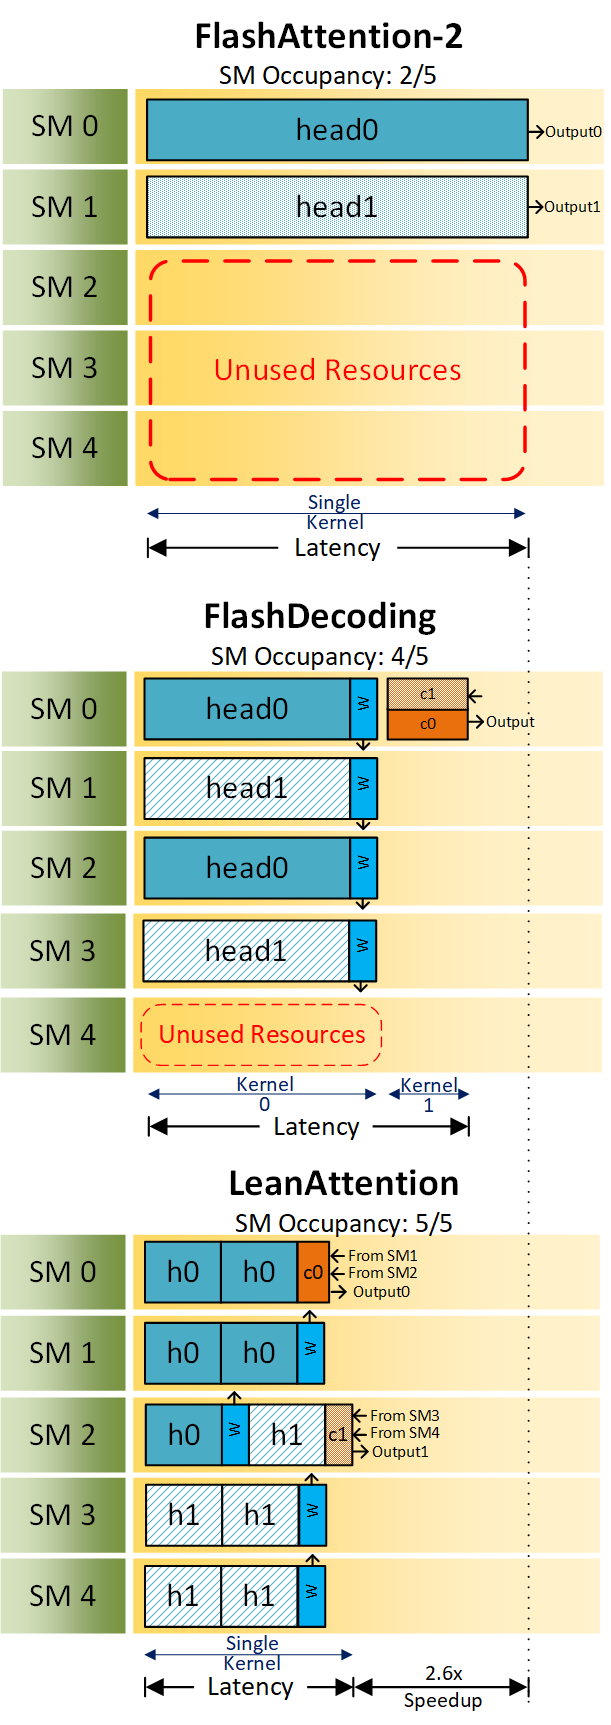 FlashAttention-2
SM Occupancy: 2/5
SM 0
head0
Output0
SM 1
head1
Output1
SM 2
SM 3
Unused Resources
SM 4
Single
Kernel
Latency
FlashDecoding
SM Occupancy: 4/5
SM 0
head0
W
c1
c0
Output
SM 1
head1
W
SM 2
head0
W
SM 3
head1
W
SM 4
Unused Resources
Kernel
0
Kernel
1
Latency
LeanAttention
SM Occupancy: 5/5
SM 0
h0
h0
c0
From SM1
From SM2
Output0
SM 1
h0
h0
W
SM 2
h0
W
h1
c1
From SM3
From SM4
Output1
SM 3
h1
h1
W
SM 4
h1
h1
W
Single
Kernel
Latency
2.6x
Speedup